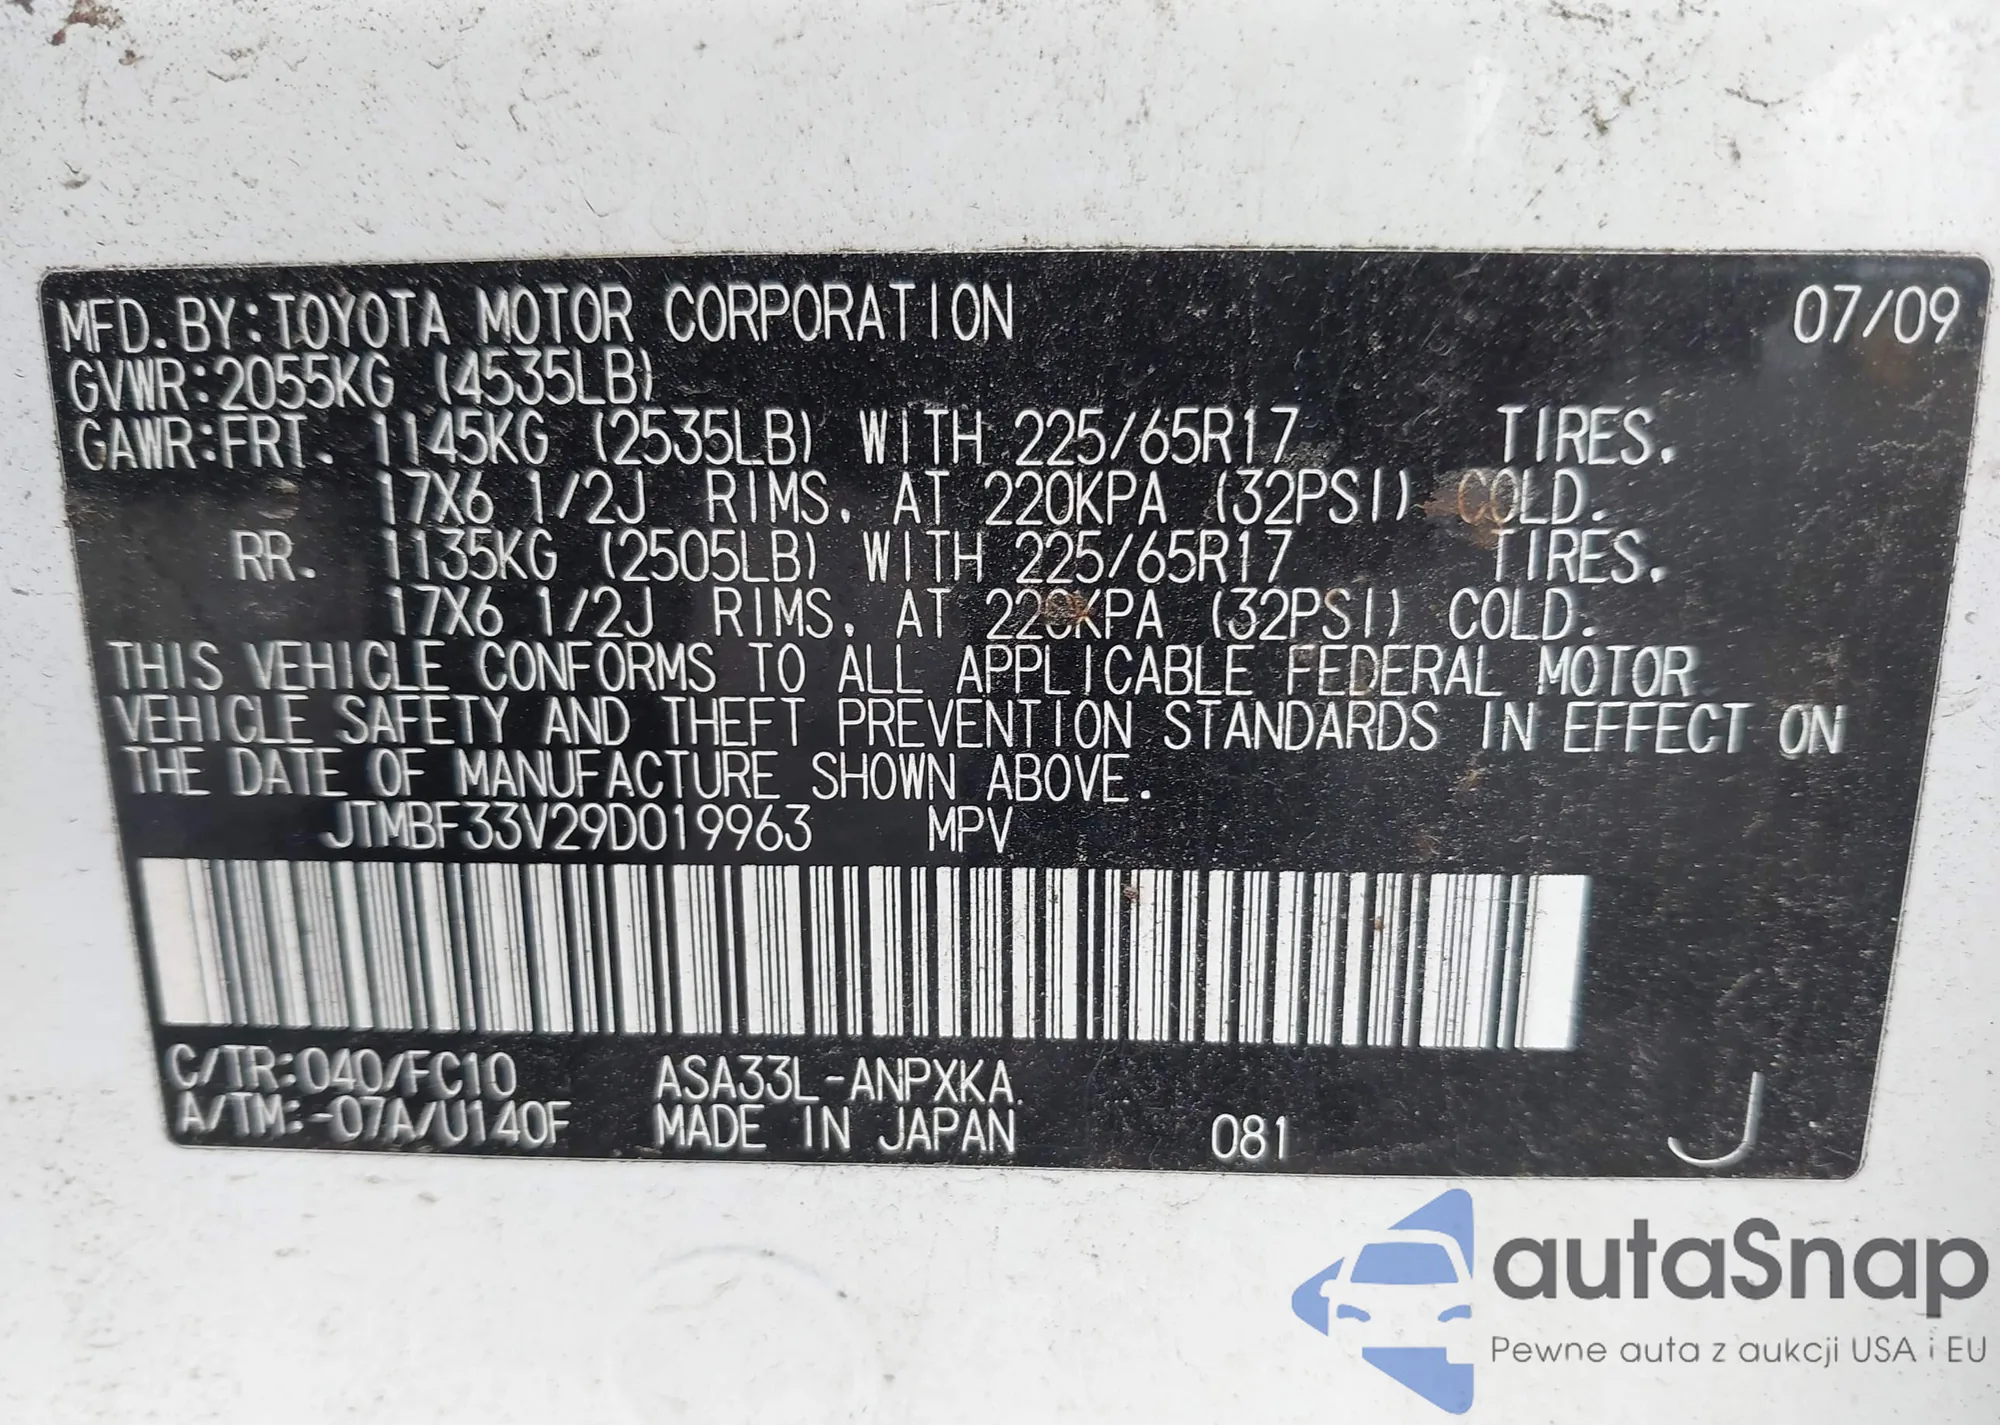 MFD. BY:TOYOTA MOTOR CORPORATION 07/09
GVWR:2055KG (4535LB)
GAWR:FRT. 1145KG (2535LB) WITH 225/65R17 TIRES.
17X6 1/2J RIMS, AT 220KPA (32PSI) COLD.
RR. 1135KG (2505LB) WITH 225/65R17 TIRES,
17X6 1/2J RIMS, AT 220KPA (32PSI) COLD.
THIS VEHICLE CONFORMS TO ALL APPLICABLE FEDERAL MOTOR
VEHICLE SAFETY AND THEFT PREVENTION STANDARDS IN EFFECT ON
THE DATE OF MANUFACTURE SHOWN ABOVE.
JTMBF33V29D019963 MPV
C/TR:040/FC10 ASA33L-ANPXKA
A/TM:-07A/U140F MADE IN JAPAN 081 J
autoSnap
Pewne auta z aukcji USA i EU